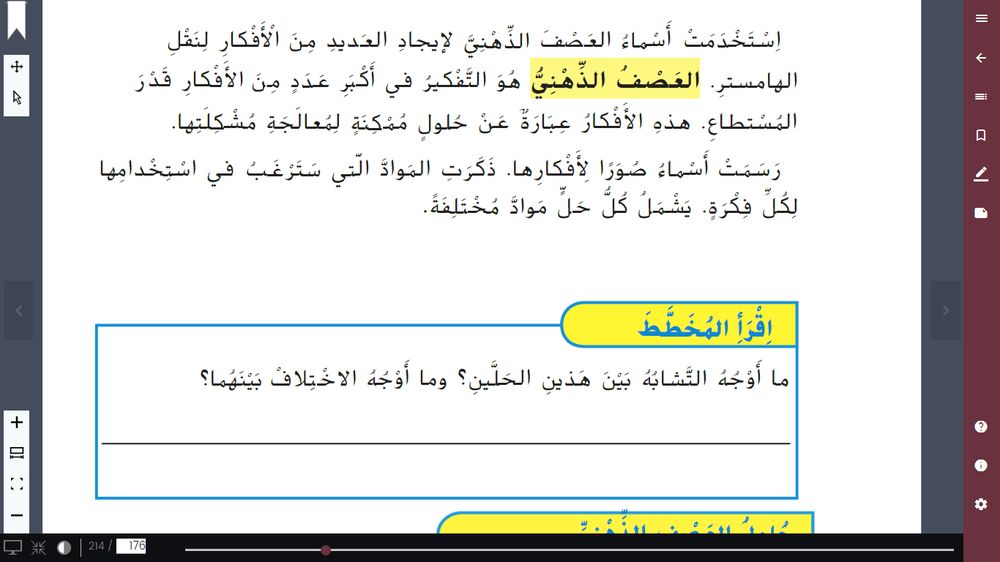 اِسْتَخْدَمَتْ أَسْماءُ العَصْفَ الذِّهْنِيَّ لإيجادِ العَديدِ مِنَ الْأَفْكارِ لِنَقْلِ
الهامسترِ. العَصْفُ الذِّهْنِيُّ هُوَ التَّفْكيرُ في أَكْبَرِ عَدَدٍ مِنَ الأَفْكارِ قَدْرَ
المُسْتطاعِ. هذهِ الأَفْكارُ عِبَارَةٌ عَنْ حُلولٍ مُمْكِنَةٍ لِمُعالَجَةِ مُشْكِلَتِها.
رَسَمَتْ أَسْماءُ صُوَرًا لِأَفْكارِها. ذَكَرَتِ المَوادَّ الّتي سَتَرْغَبُ في اسْتِخْدامِها
لِكُلِّ فِكْرَةٍ. يَشْمَلُ كُلُّ حَلٍّ مَوادَّ مُخْتَلِفَةً.
اِقْرَأِ المُخَطَّطَ
ما أَوْجُهُ التَّشابُهُ بَيْنَ هَذينِ الحَلَّينِ؟ وما أَوْجُهُ الاخْتِلافْ بَيْنَهُما؟
214 / 176